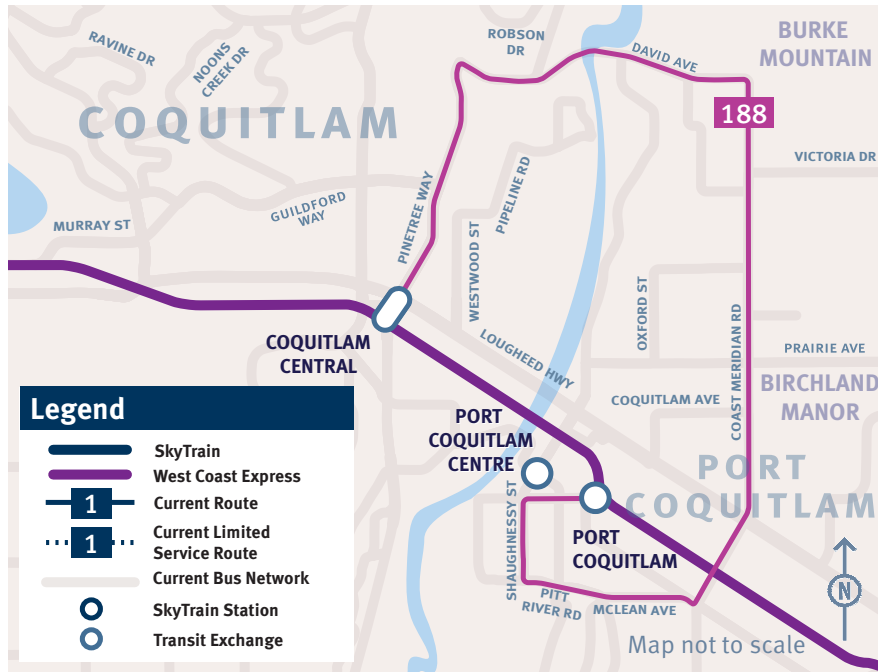 RAVINE DR
NOONS
CREEK DR
ROBSON
DR
DAVID AVE
BURKE
MOUNTAIN
COQUITLAM
188
VICTORIA DR
PIPELINE RD
PINETREE WAY
GUILDFORD
WAY
MURRAY ST
WESTWOOD ST
OXFORD ST
COAST MERIDIAN RD
COQUITLAM
CENTRAL
LOUGHEED HWY
PRAIRIE AVE
COQUITLAM AVE
BIRCHLAND
MANOR
PORT
COQUITLAM
CENTRE
PORT
COQUITLAM
SHAUGHNESSY ST
PORT
COQUITLAM
PITT
RIVER RD
MCLEAN AVE
N
Map not to scale
Legend
SkyTrain
West Coast Express
1
Current Route
1
Current Limited
Service Route
Current Bus Network
SkyTrain Station
Transit Exchange